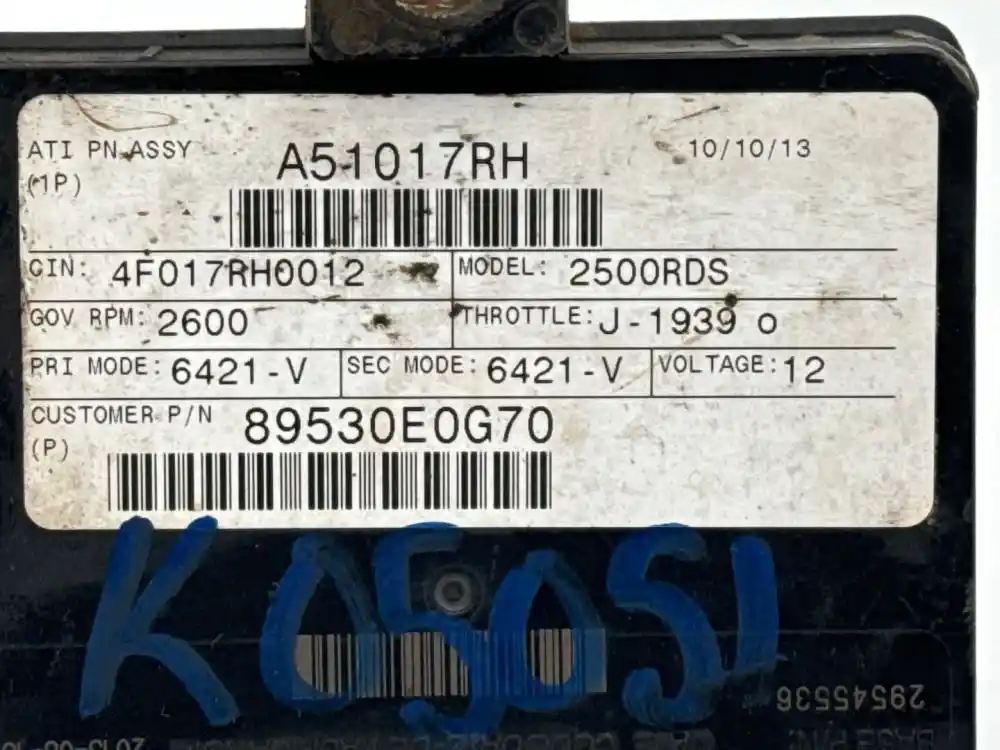 ATI PN ASSY A51017RH 10/10/13
(1P)
CIN: 4F017RH0012 MODEL: 2500RDS
GOV RPM: 2600 THROTTLE: J-1939 o
PRI MODE: 6421-V SEC MODE: 6421-V VOLTAGE: 12
CUSTOMER P/N 89530E0G70
(P)
K05051
29545536